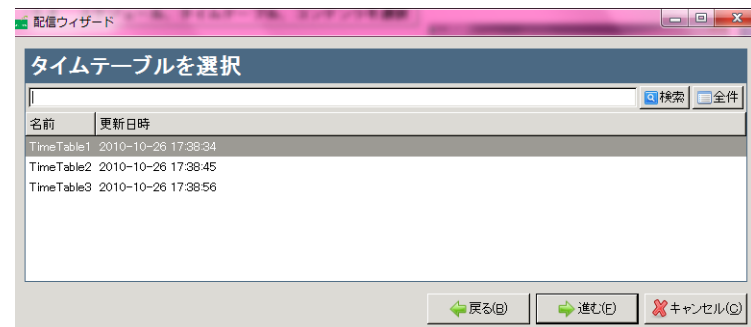 配信ウィザード
タイムテーブルを選択
検索 全件
名前 更新日時
TimeTable1 2010-10-26 17:38:34
TimeTable2 2010-10-26 17:38:45
TimeTable3 2010-10-26 17:38:56
戻る(B) 進む(F) キャンセル(C)